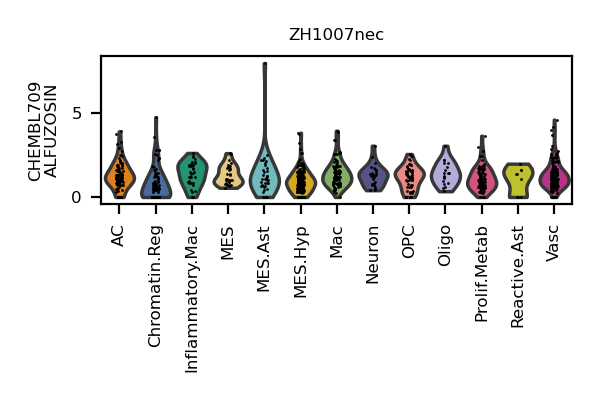 ZH1007nec
CHEMBL709
ALFUZOSIN
5
0
AC
Chromatin.Reg
Inflammatory.Mac
MES
MES.Ast
MES.Hyp
Mac
Neuron
OPC
Oligo
Prolif.Metab
Reactive.Ast
Vasc